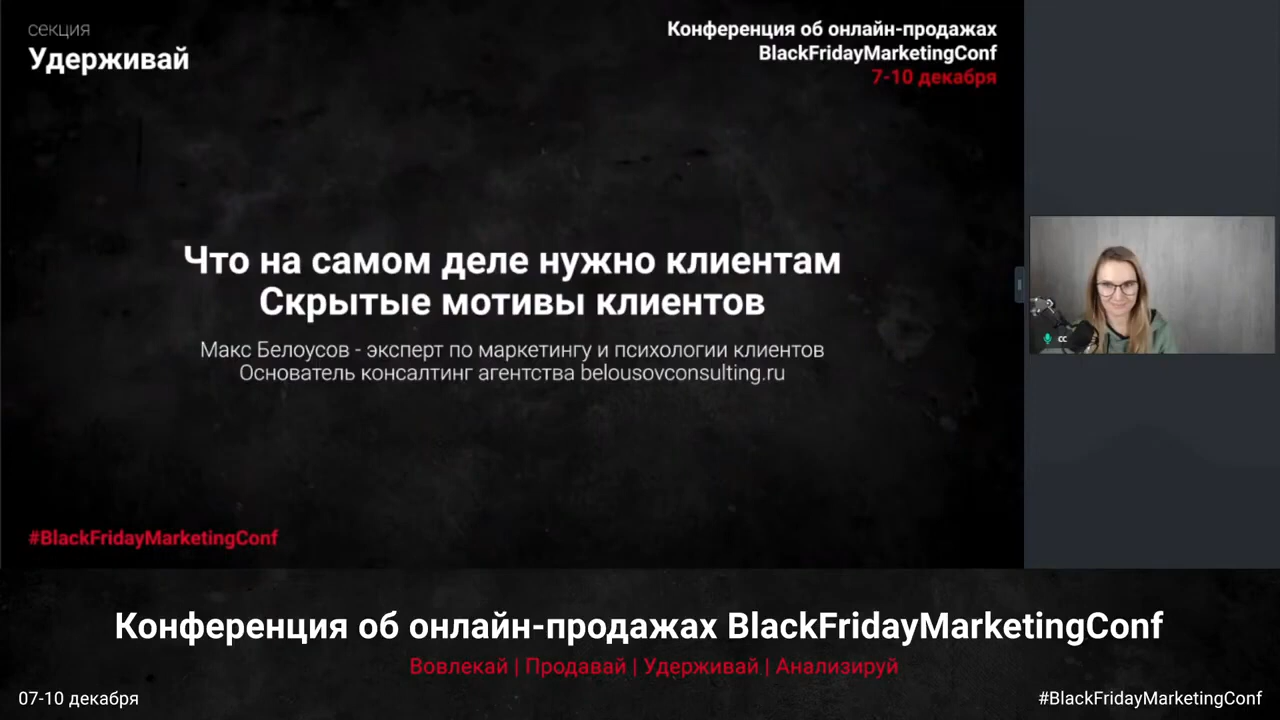 секция
Удерживай
Конференция об онлайн-продажах
BlackFridayMarketingConf
7-10 декабря
Что на самом деле нужно клиентам
Скрытые мотивы клиентов
Макс Белоусов - эксперт по маркетингу и психологии клиентов
Основатель консалтинг агентства belousovconsulting.ru
CC
#BlackFridayMarketingConf
Конференция об онлайн-продажах BlackFridayMarketingConf
Вовлекай | Продавай | Удерживай | Анализируй
07-10 декабря
#BlackFridayMarketingConf